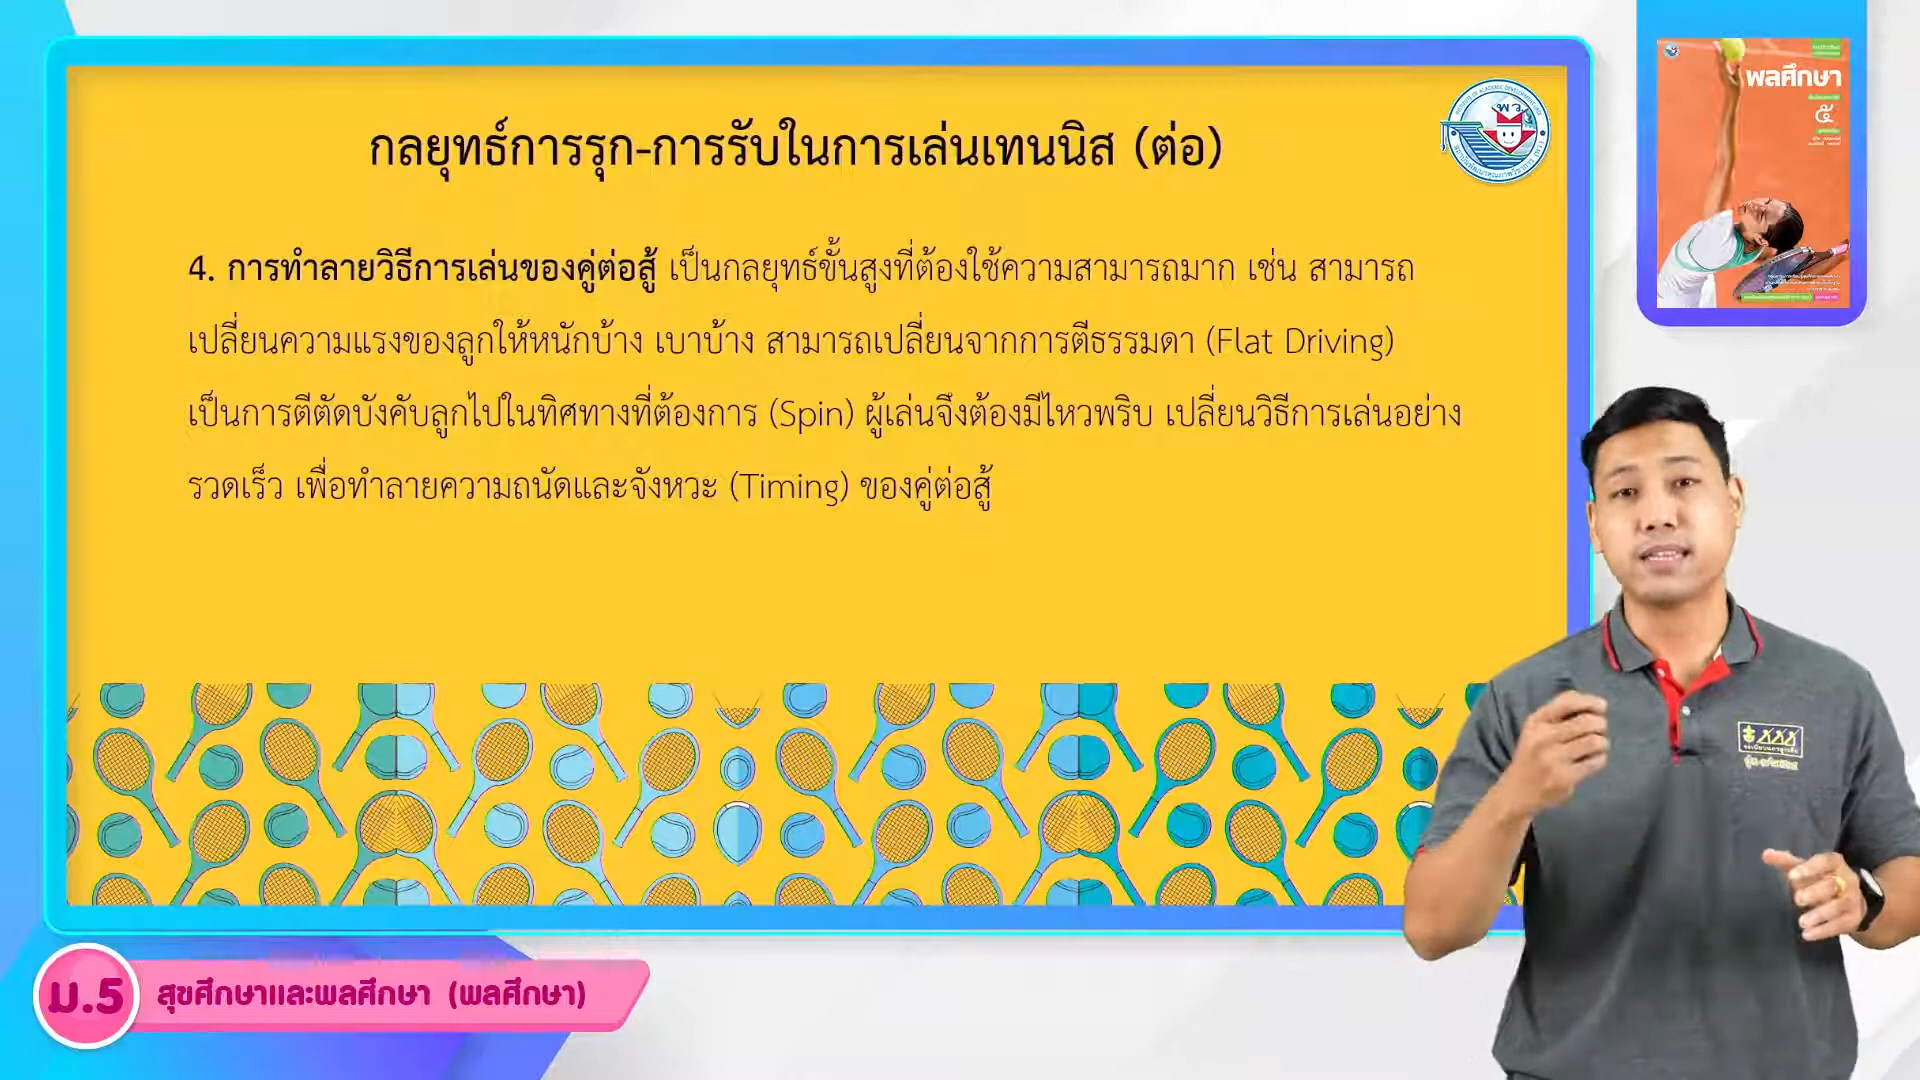 กลยุทธ์การรุก-การรับในการเล่นเทนนิส (ต่อ)
4. การทำลายวิธีการเล่นของคู่ต่อสู้ เป็นกลยุทธ์ขั้นสูงที่ต้องใช้ความสามารถมาก เช่น สามารถ
เปลี่ยนความแรงของลูกให้หนักบ้าง เบาบ้าง สามารถเปลี่ยนจากการตีธรรมดา (Flat Driving)
เป็นการตีตัดบังคับลูกไปในทิศทางที่ต้องการ (Spin) ผู้เล่นจึงต้องมีไหวพริบ เปลี่ยนวิธีการเล่นอย่าง
รวดเร็ว เพื่อทำลายความถนัดและจังหวะ (Timing) ของคู่ต่อสู้
พว.
พลศึกษา
๕
ม.5 สุขศึกษาและพลศึกษา (พลศึกษา)